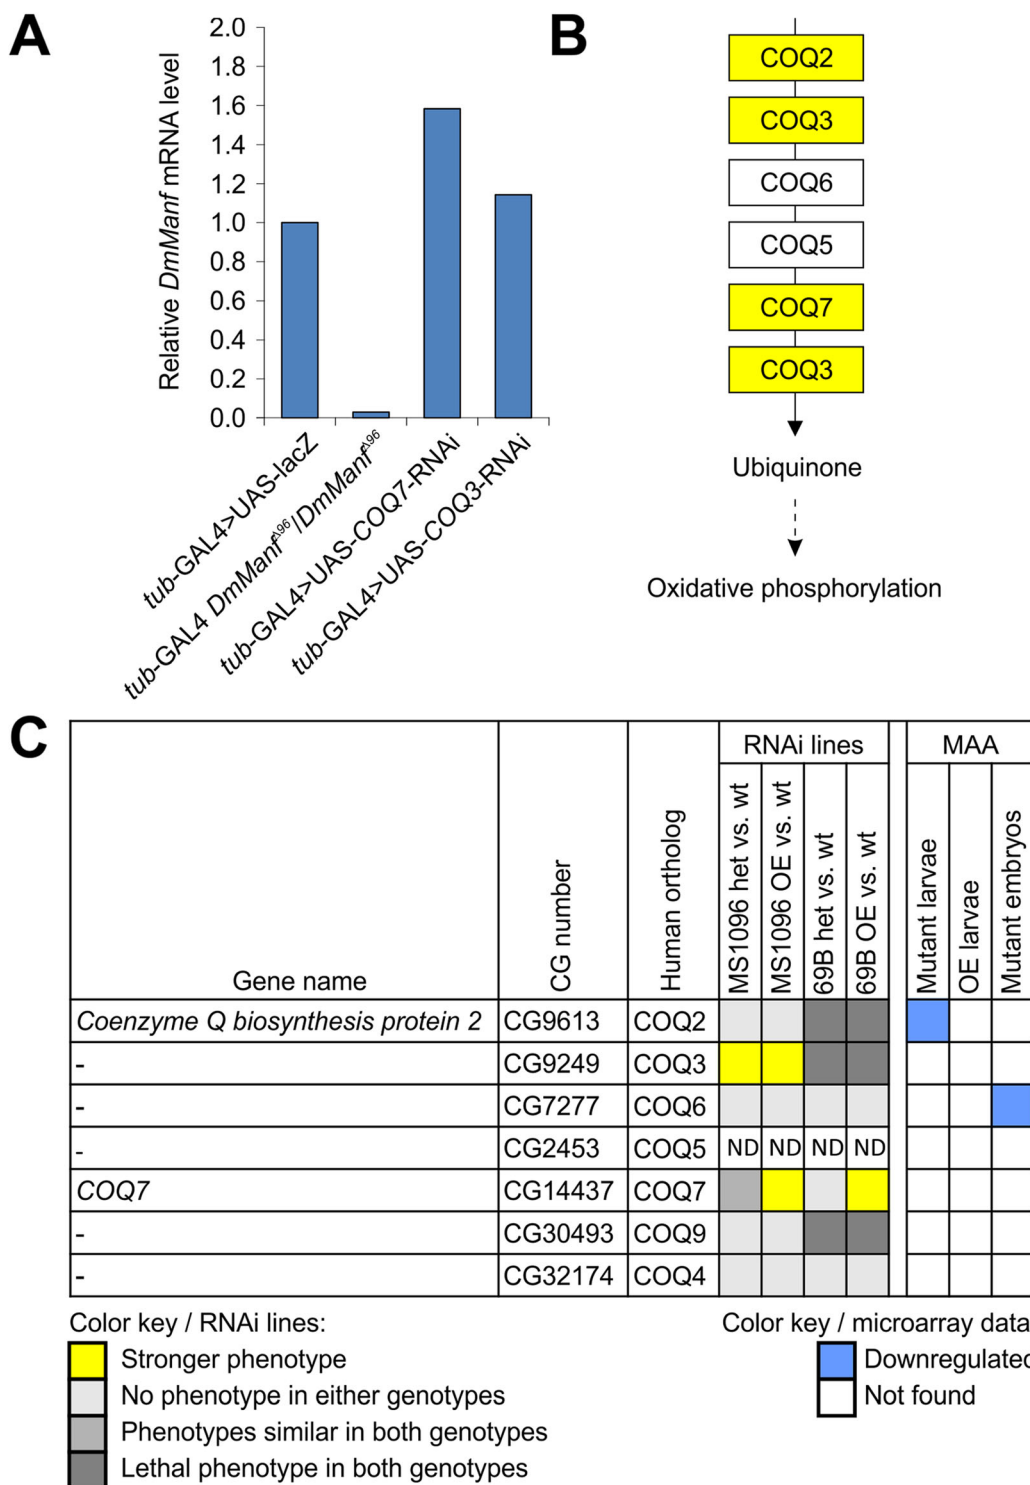 A
B
2.0
1.8
1.6
1.4
1.2
1.0
0.8
0.6
0.4
0.2
0.0
Relative DmManf mRNA level
tub-GAL4>UAS-lacZ
tub-GAL4 DmManf^Δ96/DmManf^Δ96
tub-GAL4>UAS-COQ7-RNAi
tub-GAL4>UAS-COQ3-RNAi
COQ2
COQ3
COQ6
COQ5
COQ7
COQ3
Ubiquinone
Oxidative phosphorylation
C
RNAi lines MAA
Gene name CG number Human ortholog MS1096 het vs. wt MS1096 OE vs. wt 69B het vs. wt 69B OE vs. wt Mutant larvae OE larvae Mutant embryos
Coenzyme Q biosynthesis protein 2 CG9613 COQ2
- CG9249 COQ3
- CG7277 COQ6
- CG2453 COQ5 ND ND ND ND
COQ7 CG14437 COQ7
- CG30493 COQ9
- CG32174 COQ4
Color key / RNAi lines:
Stronger phenotype
No phenotype in either genotypes
Phenotypes similar in both genotypes
Lethal phenotype in both genotypes
Color key / microarray data
Downregulated
Not found